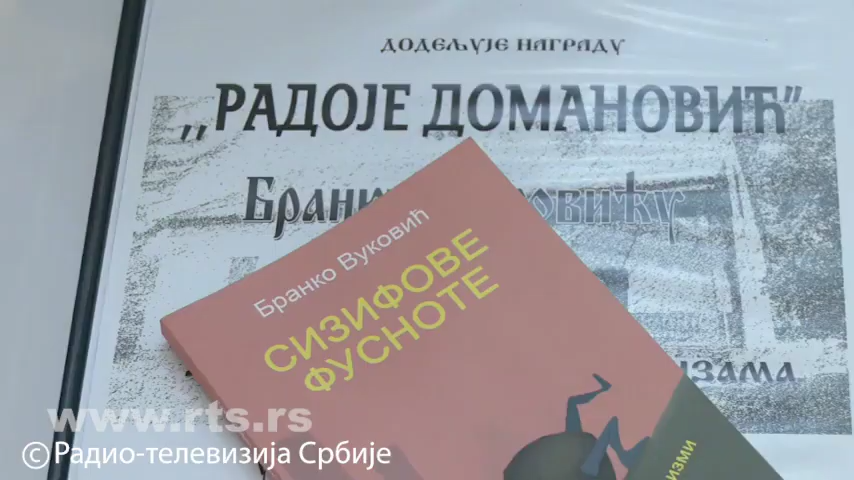 ДОДЕЉУЈЕ НАГРАДУ
,,РАДОЈЕ ДОМАНОВИЋ"
Бранко Вуковић
СИЗИФОВЕ
ФУСНОТЕ
www.rts.rs
©Радио-телевизија Србије